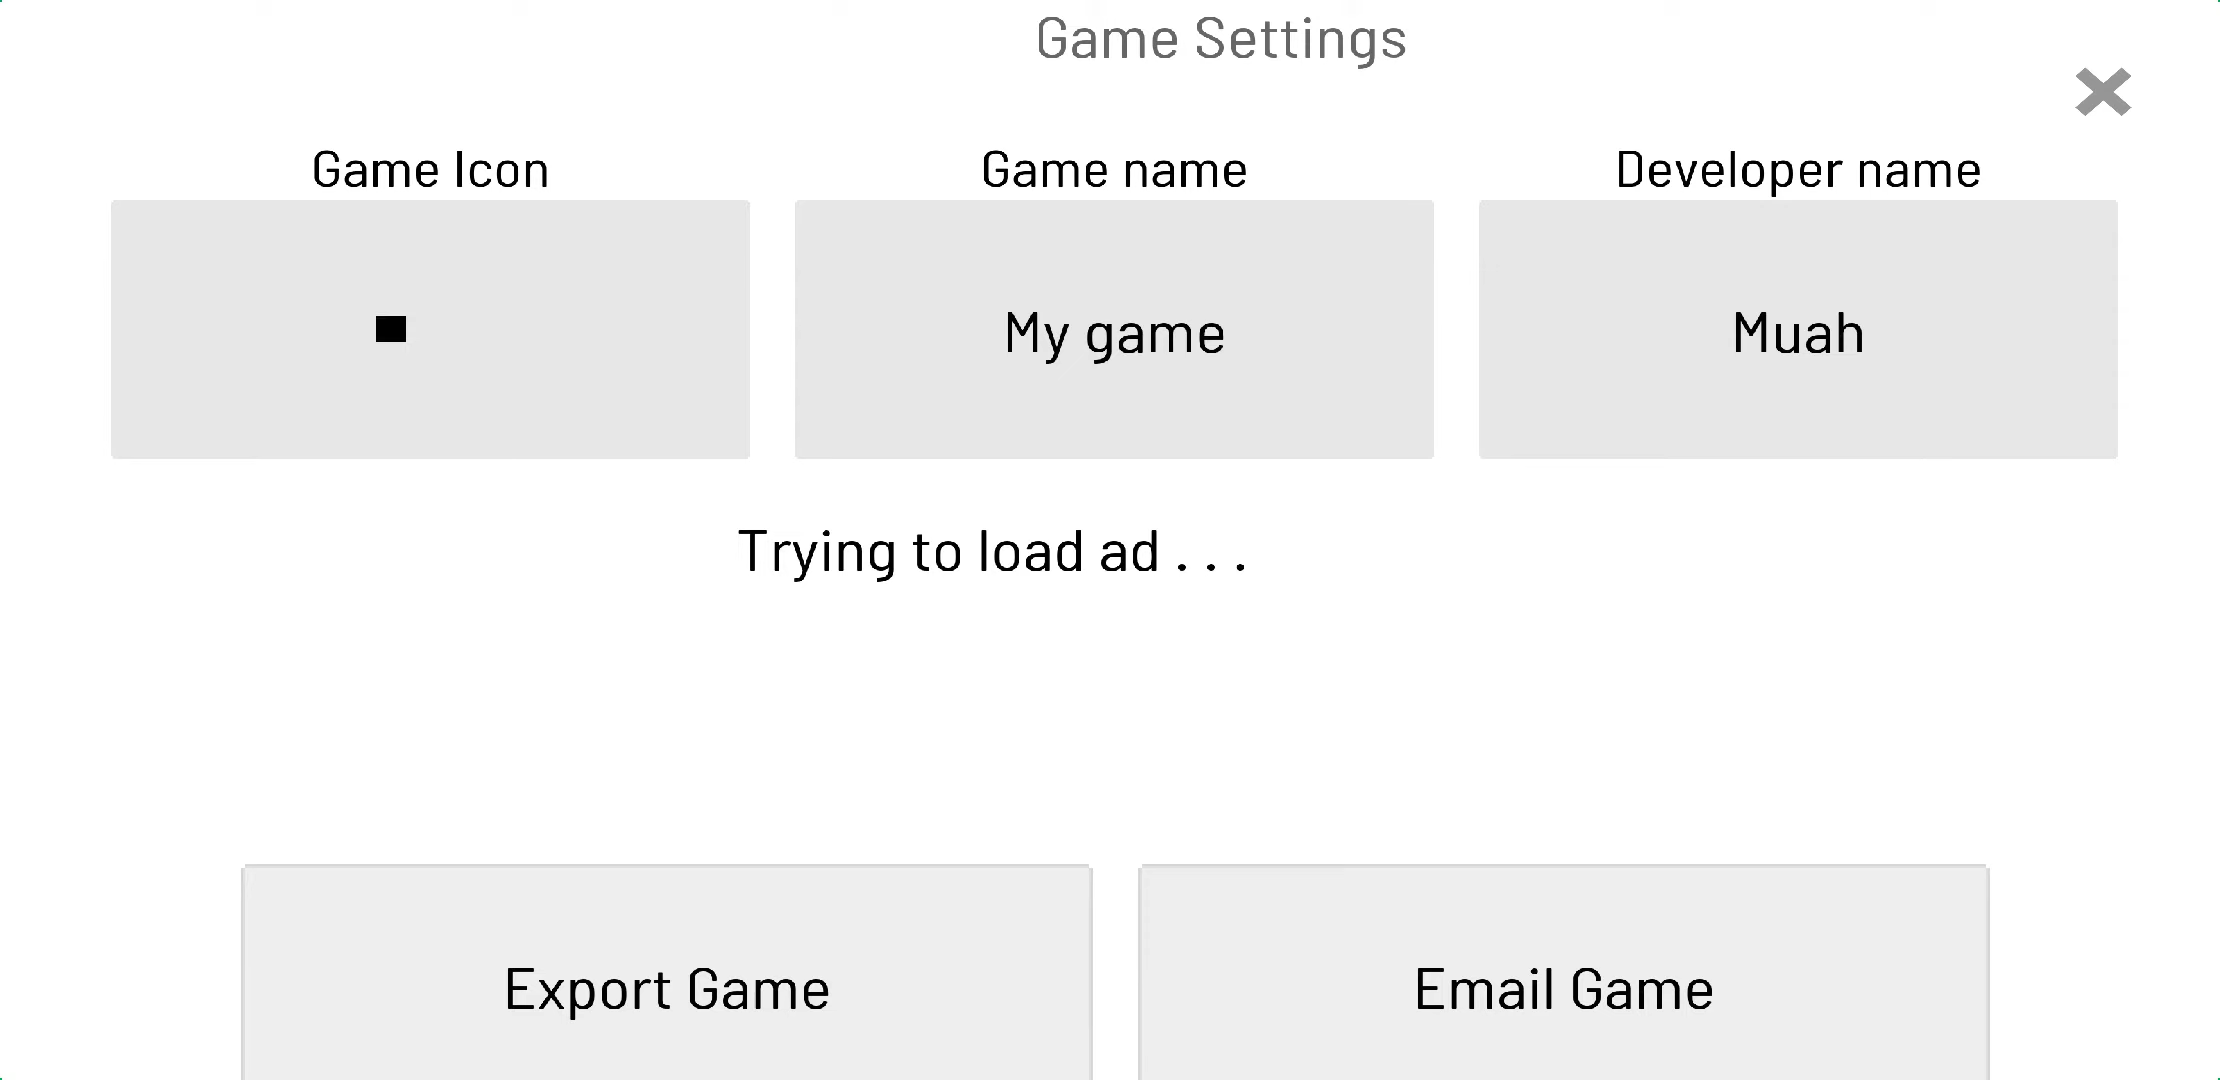 Game Settings
Game Icon
Game name
Developer name
My game
Muah
Trying to load ad . . .
Export Game
Email Game